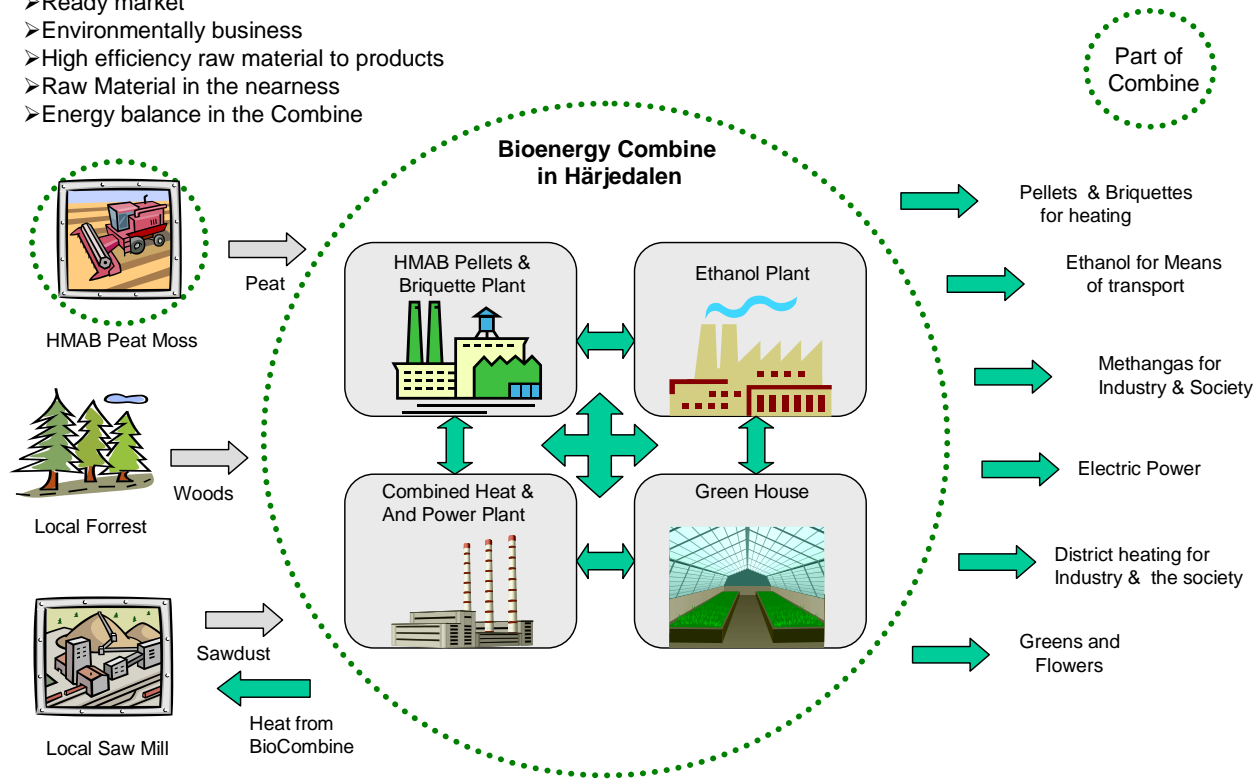 ➢Ready market
➢Environmentally business
➢High efficiency raw material to products
➢Raw Material in the nearness
➢Energy balance in the Combine
Part of
Combine
Bioenergy Combine
in Härjedalen
HMAB Peat Moss
Peat
Local Forrest
Woods
Local Saw Mill
Sawdust
Heat from
BioCombine
HMAB Pellets &
Briquette Plant
Ethanol Plant
Combined Heat &
And Power Plant
Green House
Pellets & Briquettes
for heating
Ethanol for Means
of transport
Methangas for
Industry & Society
Electric Power
District heating for
Industry & the society
Greens and
Flowers